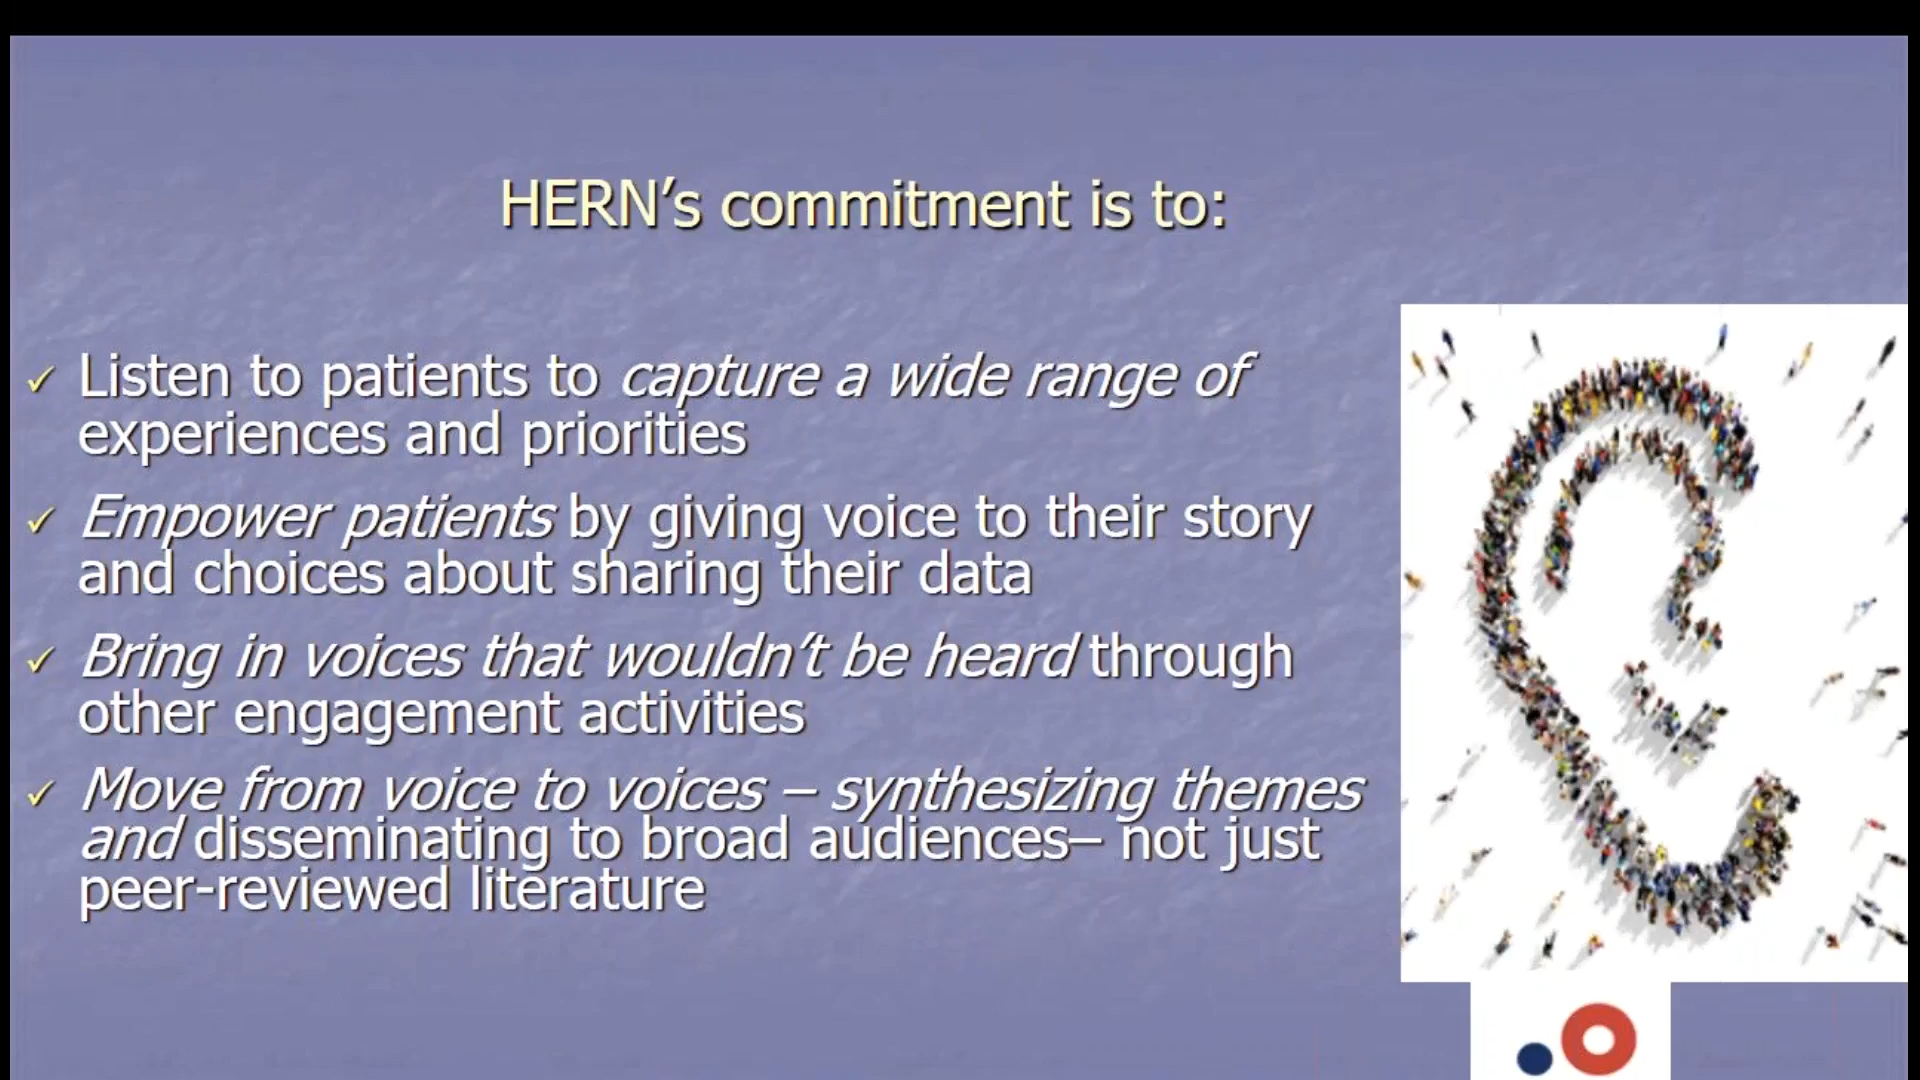 HERN’s commitment is to:
✓ Listen to patients to capture a wide range of
experiences and priorities
✓ Empower patients by giving voice to their story
and choices about sharing their data
✓ Bring in voices that wouldn’t be heard through
other engagement activities
✓ Move from voice to voices – synthesizing themes
and disseminating to broad audiences– not just
peer-reviewed literature